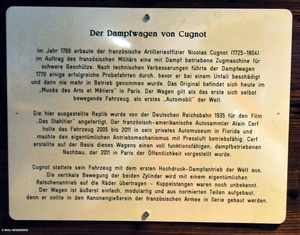 Der Dampfwagen von Cugnot
Im Jahr 1769 erbaute der französische Artillerieoffizier Nicolas Cugnot (1725-1804)
im Auftrag des französischen Militärs eine mit Dampf betriebene Zugmaschine für
schwere Geschütze. Nach technischen Verbesserungen führte der Dampfwagen
1770 einige erfolgreiche Probefahrten durch, bevor er bei einem Unfall beschädigt
und dann nie mehr in Betrieb genommen wurde. Das Original befindet sich heute im
„Musée des Arts et Métiers" in Paris. Der Wagen gilt als das erste sich selbst
bewegende Fahrzeug, als erstes „Automobil" der Welt.
Die hier ausgestellte Replik wurde von der Deutschen Reichsbahn 1935 für den Film
„Das Stahltier" angefertigt. Der französisch-amerikanische Autosammler Alain Cerf
holte das Fahrzeug 2005 bis 2011 in sein privates Automuseum in Florida und
machte den eigentümlichen Antriebsmechanismus mit Pressluft betriebsfähig. Cerf
erstellte auf der Basis dieses Wagens einen voll funktionsfähigen, dampfbetriebenen
Nachbau, der 2011 in Paris der Öffentlichkeit vorgestellt wurde.
Cugnot stattete sein Fahrzeug mit dem ersten Hochdruck-Dampfantrieb der Welt aus.
Die vertikale Bewegung der beiden Zylinder wird mit einem eigentümlichen
Ratschenantrieb auf die Räder übertragen - Kuppelstangen waren noch unbekannt.
Der Wagen ist äußerst einfach, modulartig und aus normierten Teilen aufgebaut,
denn er sollte in den Kanonengießereien der französischen Armee in Serie gebaut werden.